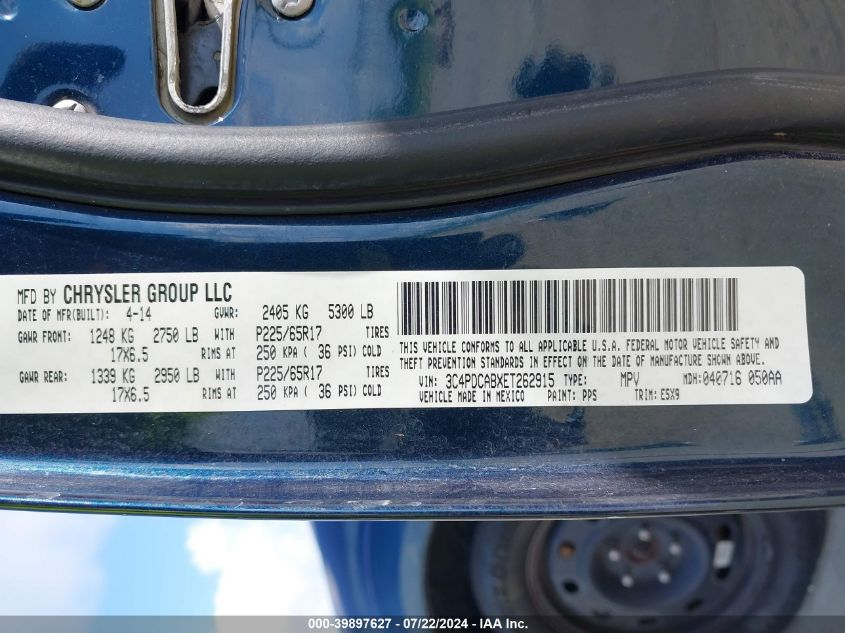 MFD BY CHRYSLER GROUP LLC
DATE OF MFR(BUILT): 4-14 GVWR: 2405 KG 5300 LB
GAWR FRONT: 1248 KG 2750 LB WITH P225/65R17 TIRES
17X6.5 RIMS AT 250 KPA ( 36 PSI) COLD
GAWR REAR: 1339 KG 2950 LB WITH P225/65R17 TIRES
17X6.5 RIMS AT 250 KPA ( 36 PSI) COLD
THIS VEHICLE CONFORMS TO ALL APPLICABLE U.S.A. FEDERAL MOTOR VEHICLE SAFETY AND
THEFT PREVENTION STANDARDS IN EFFECT ON THE DATE OF MANUFACTURE SHOWN ABOVE.
VIN: 3C4PDCABXET262915 TYPE: MPV MDH: 040716 050AA
VEHICLE MADE IN MEXICO PAINT: PPS TRIM: E5X9
000-39897627 - 07/22/2024 - IAAI.COM